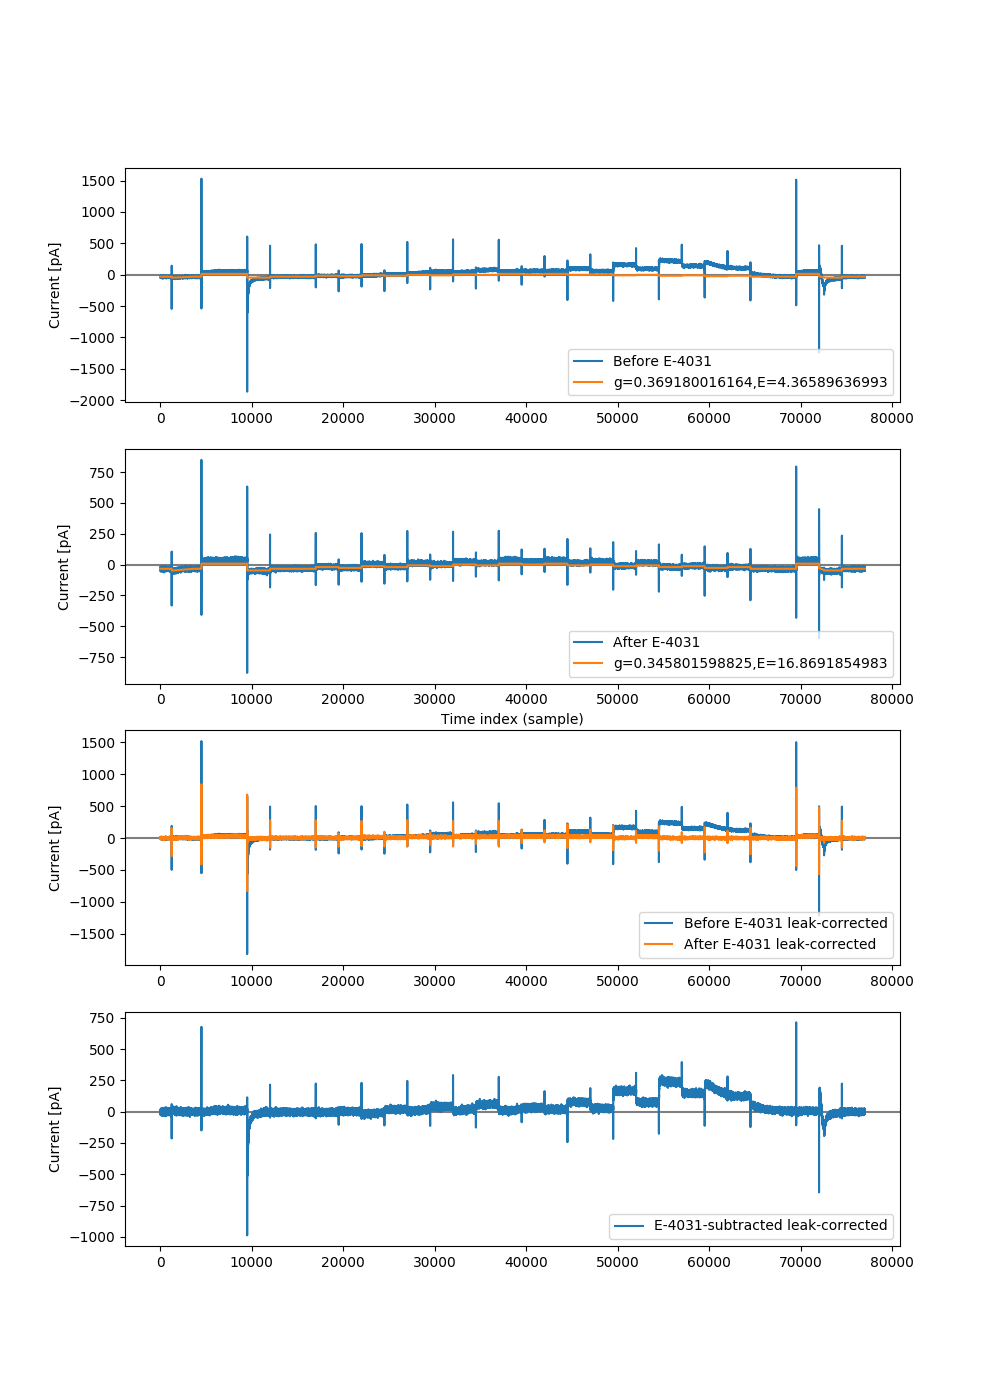 1500
1000
500
0
−500
−1000
−1500
−2000
Current [pA]
Before E-4031
g=0.369180016164,E=4.36589636993
0 10000 20000 30000 40000 50000 60000 70000 80000
750
500
250
0
−250
−500
−750
Current [pA]
After E-4031
g=0.345801598825,E=16.8691854983
0 10000 20000 30000 40000 50000 60000 70000 80000
Time index (sample)
1500
1000
500
0
−500
−1000
−1500
Current [pA]
Before E-4031 leak-corrected
After E-4031 leak-corrected
0 10000 20000 30000 40000 50000 60000 70000 80000
750
500
250
0
−250
−500
−750
−1000
Current [pA]
E-4031-subtracted leak-corrected
0 10000 20000 30000 40000 50000 60000 70000 80000